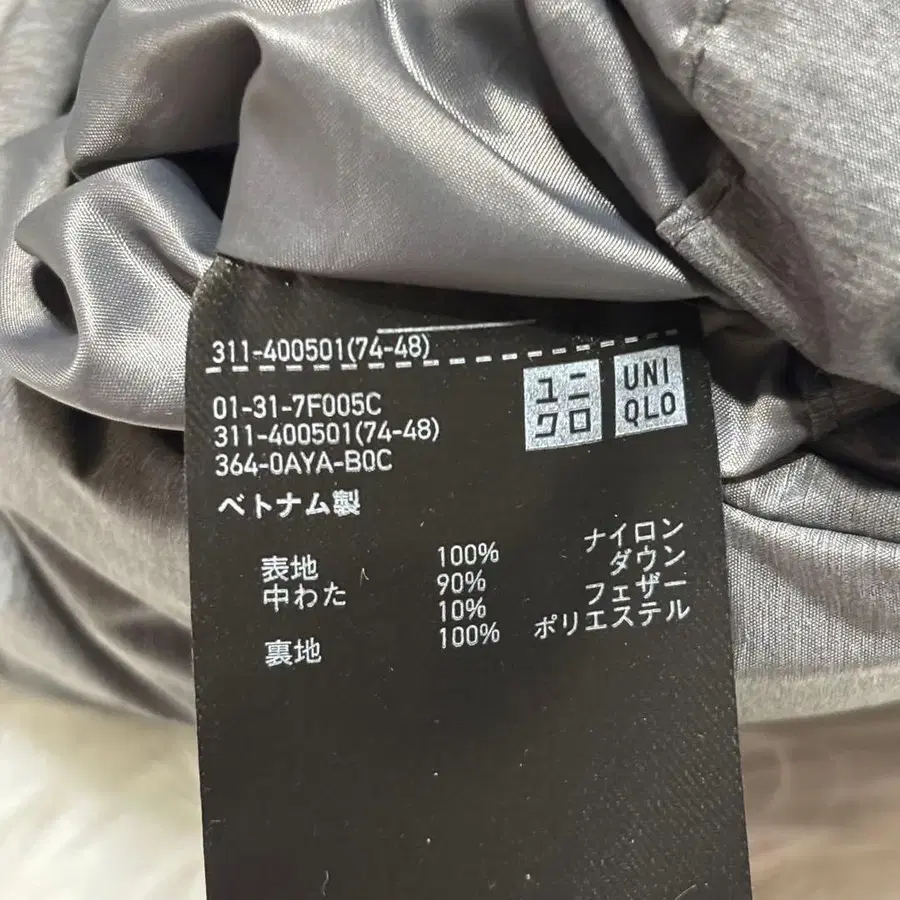 311-400501(74-48)
ユニ
クロ
UNI
QLO
01-31-7F005C
311-400501(74-48)
364-0AYA-B0C
ベトナム製
表地 100% ナイロン
中わた 90% ダウン
10% フェザー
裏地 100% ポリエステル